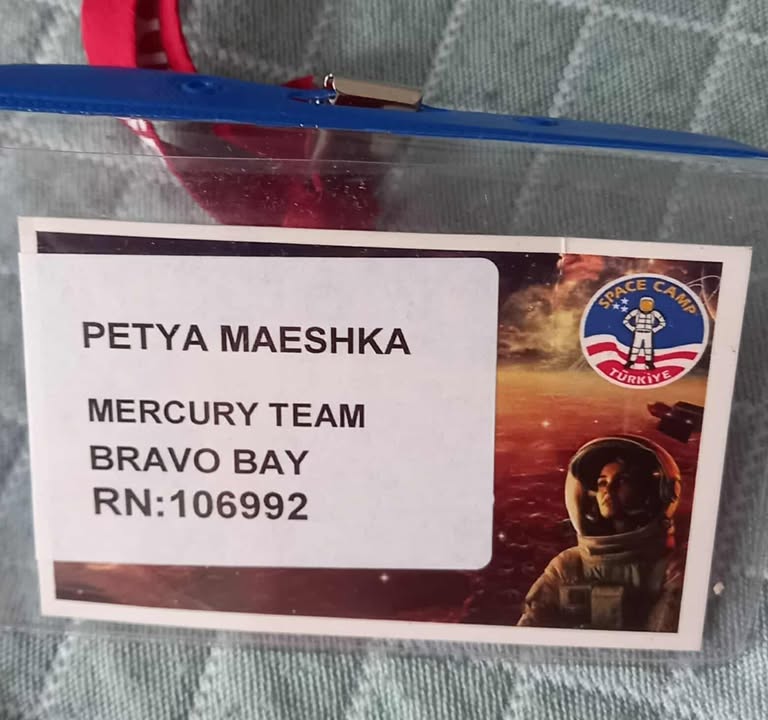 PETYA MAESHKA
MERCURY TEAM
BRAVO BAY
RN:106992
SPACE CAMP
TÜRKİYE